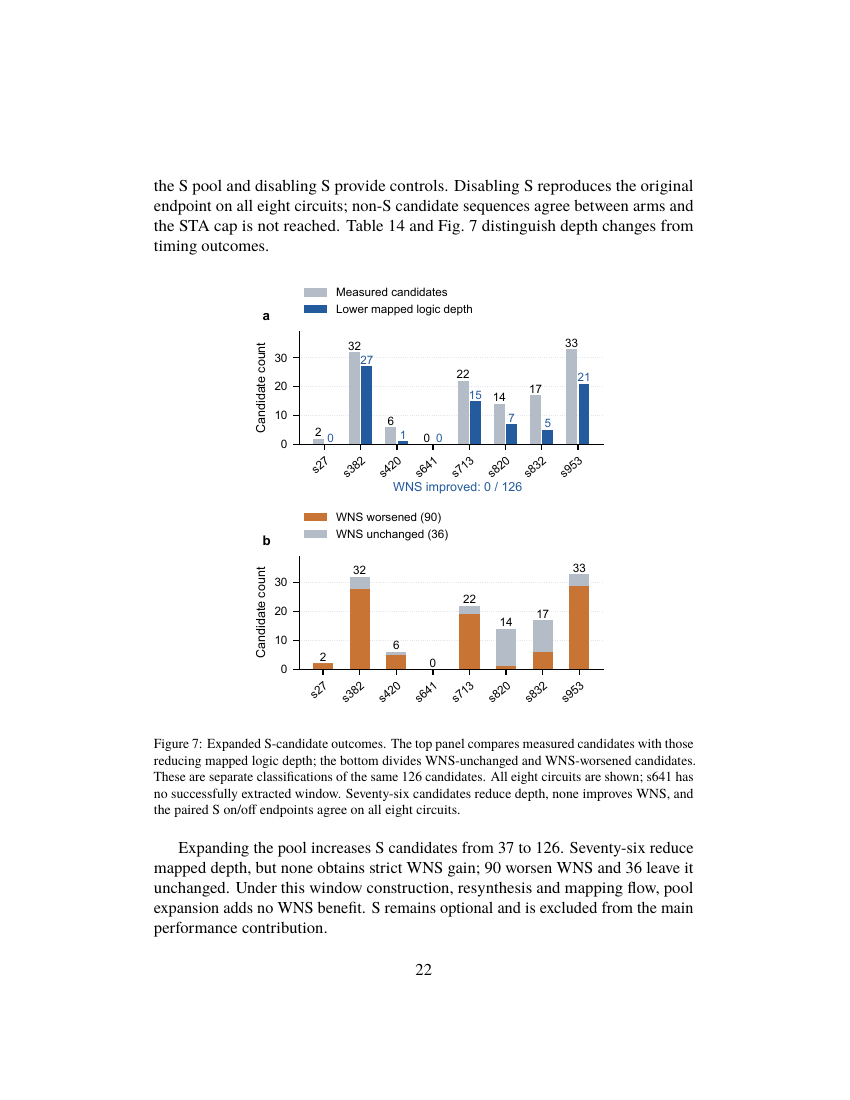 the S pool and disabling S provide controls. Disabling S reproduces the original
endpoint on all eight circuits; non-S candidate sequences agree between arms and
the STA cap is not reached. Table 14 and Fig. 7 distinguish depth changes from
timing outcomes.
Measured candidates
Lower mapped logic depth
a
Candidate count
30
20
10
0
2 0
32 27
6 1
0 0
22 15
14 7
17 5
33 21
s27 s382 s420 s641 s713 s820 s832 s953
WNS improved: 0 / 126
WNS worsened (90)
WNS unchanged (36)
b
Candidate count
30
20
10
0
2 32 6 0 22 14 17 33
s27 s382 s420 s641 s713 s820 s832 s953
Figure 7: Expanded S-candidate outcomes. The top panel compares measured candidates with those
reducing mapped logic depth; the bottom divides WNS-unchanged and WNS-worsened candidates.
These are separate classifications of the same 126 candidates. All eight circuits are shown; s641 has
no successfully extracted window. Seventy-six candidates reduce depth, none improves WNS, and
the paired S on/off endpoints agree on all eight circuits.
Expanding the pool increases S candidates from 37 to 126. Seventy-six reduce
mapped depth, but none obtains strict WNS gain; 90 worsen WNS and 36 leave it
unchanged. Under this window construction, resynthesis and mapping flow, pool
expansion adds no WNS benefit. S remains optional and is excluded from the main
performance contribution.
22